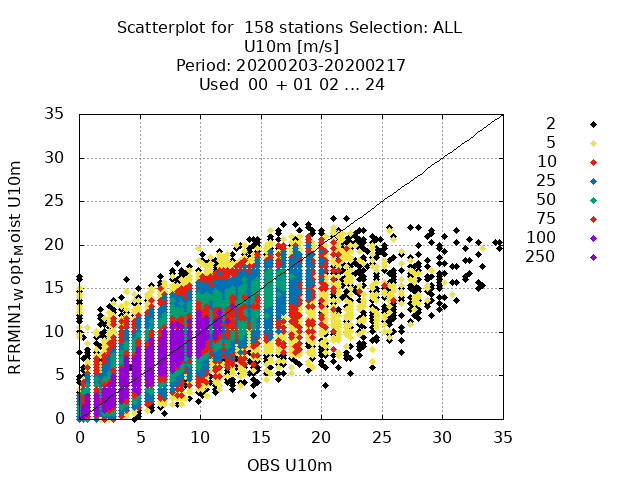 Scatterplot for  158 stations Selection: ALL
U10m [m/s]
Period: 20200203-20200217
Used  00 + 01 02 ... 24
35
30
25
20
15
10
5
0
0 5 10 15 20 25 30 35
RFRMIN1_Wopt_Moist U10m
OBS U10m
2
5
10
25
50
75
100
250